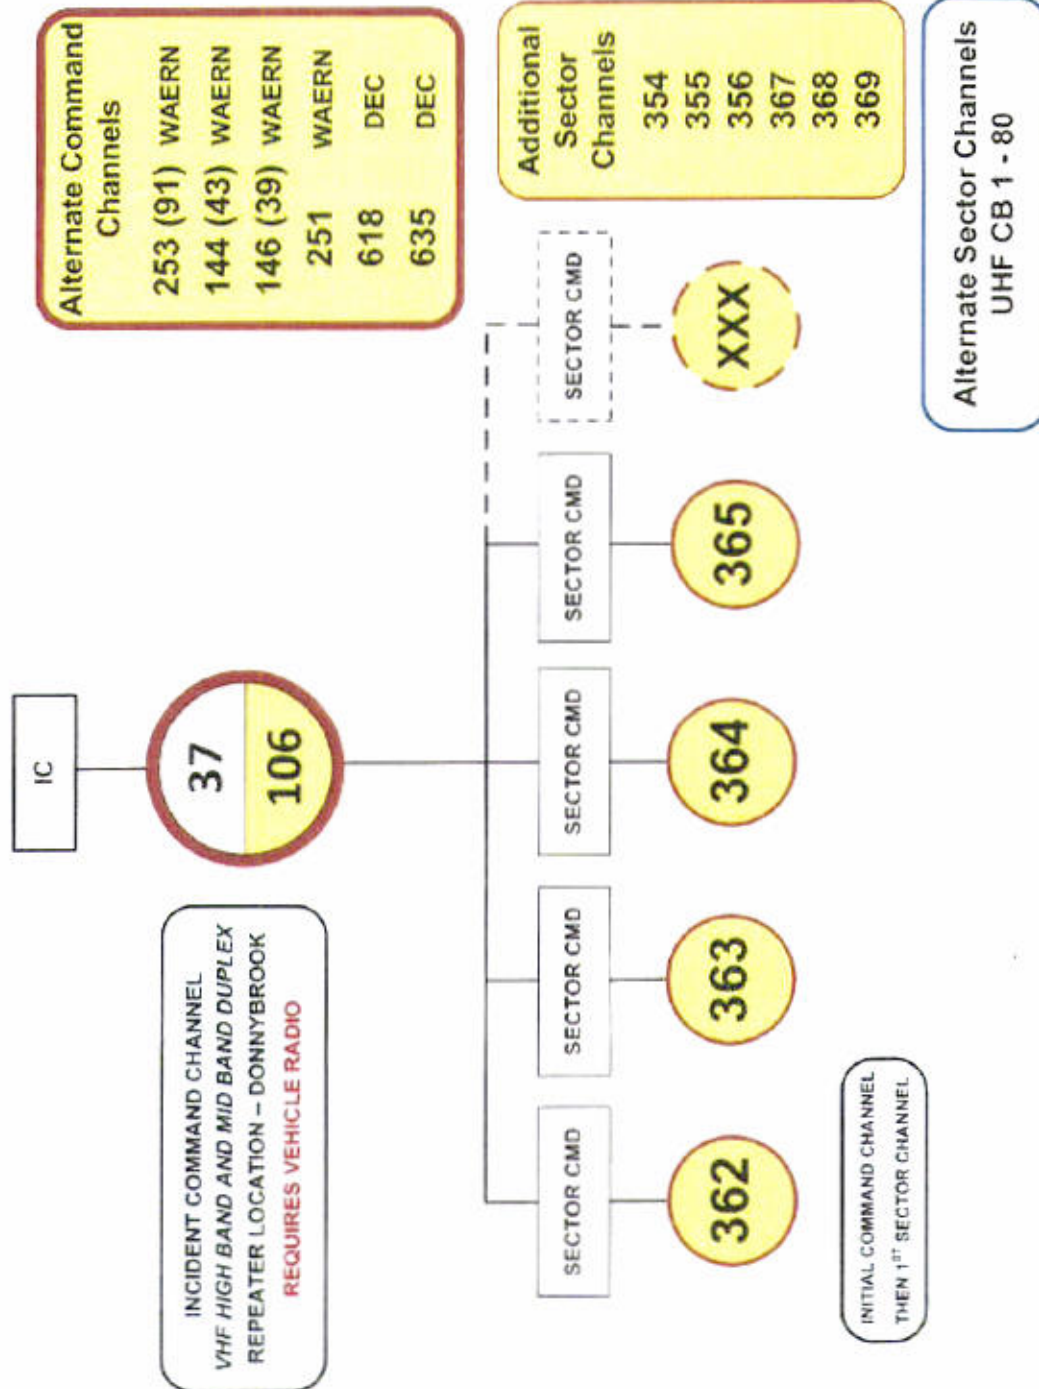 IC
37
106
INCIDENT COMMAND CHANNEL
VHF HIGH BAND AND MID BAND DUPLEX
REPEATER LOCATION – DONNYBROOK
REQUIRES VEHICLE RADIO
Alternate Command
Channels
253 (91) WAERN
144 (43) WAERN
146 (39) WAERN
251 WAERN
618 DEC
635 DEC
SECTOR CMD
SECTOR CMD
SECTOR CMD
SECTOR CMD
SECTOR CMD
362
363
364
365
XXX
Additional
Sector
Channels
354
355
356
367
368
369
INITIAL COMMAND CHANNEL
THEN 1ST SECTOR CHANNEL
Alternate Sector Channels
UHF CB 1 - 80